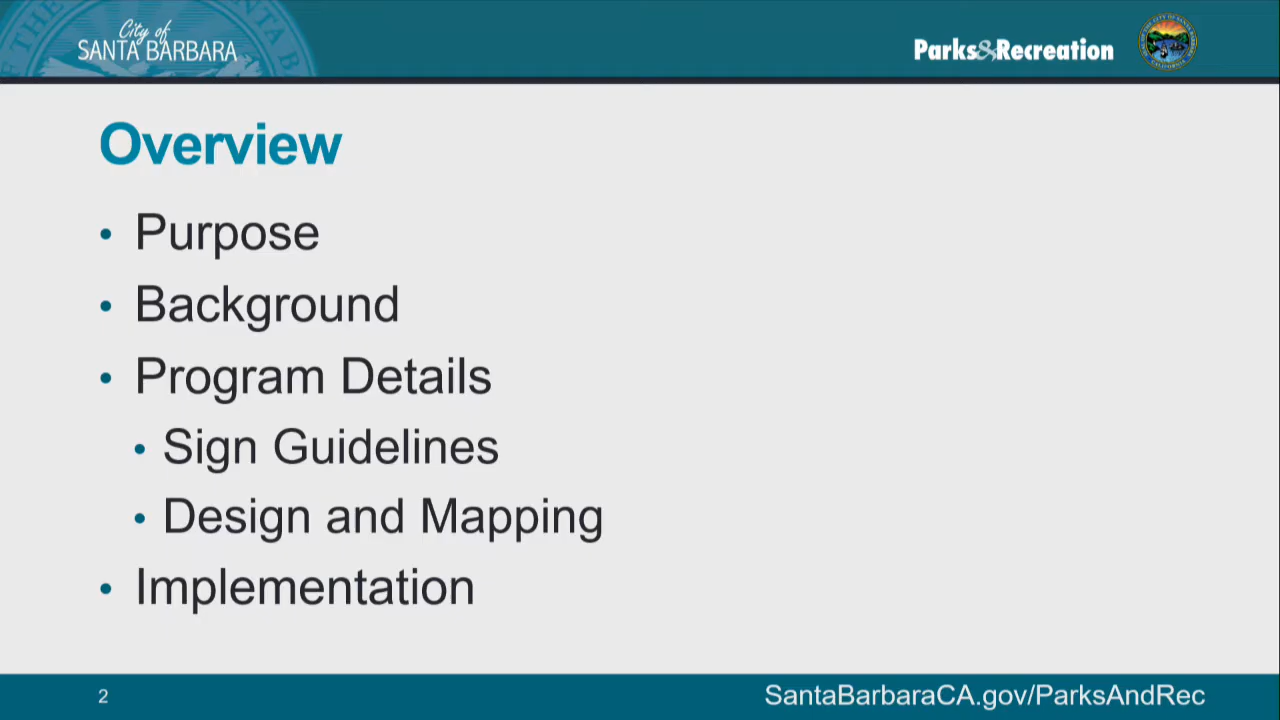 City of
SANTA BARBARA
Parks&Recreation
Overview
• Purpose
• Background
• Program Details
• Sign Guidelines
• Design and Mapping
• Implementation
2
SantaBarbaraCA.gov/ParksAndRec